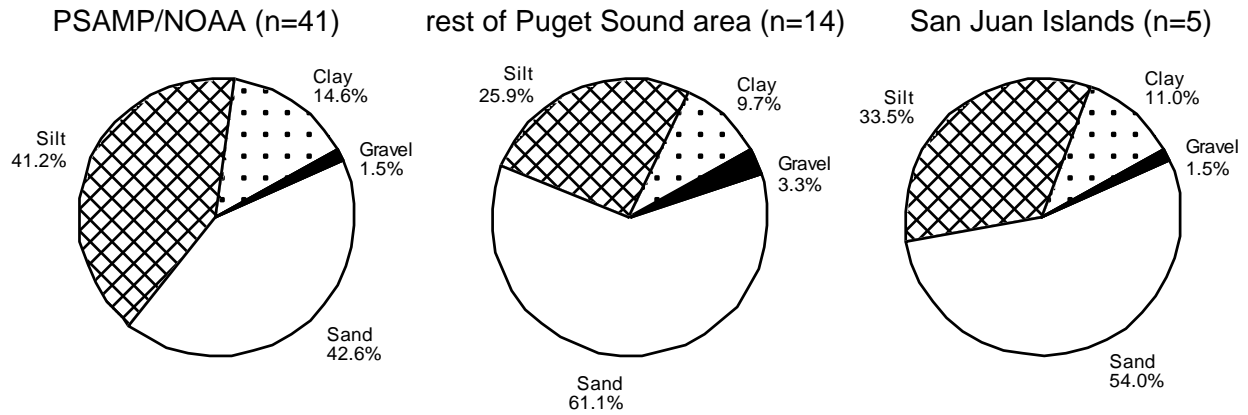 PSAMP/NOAA (n=41)
Clay
14.6%
Gravel
1.5%
Sand
42.6%
Silt
41.2%
rest of Puget Sound area (n=14)
Silt
25.9%
Clay
9.7%
Gravel
3.3%
Sand
61.1%
San Juan Islands (n=5)
Silt
33.5%
Clay
11.0%
Gravel
1.5%
Sand
54.0%